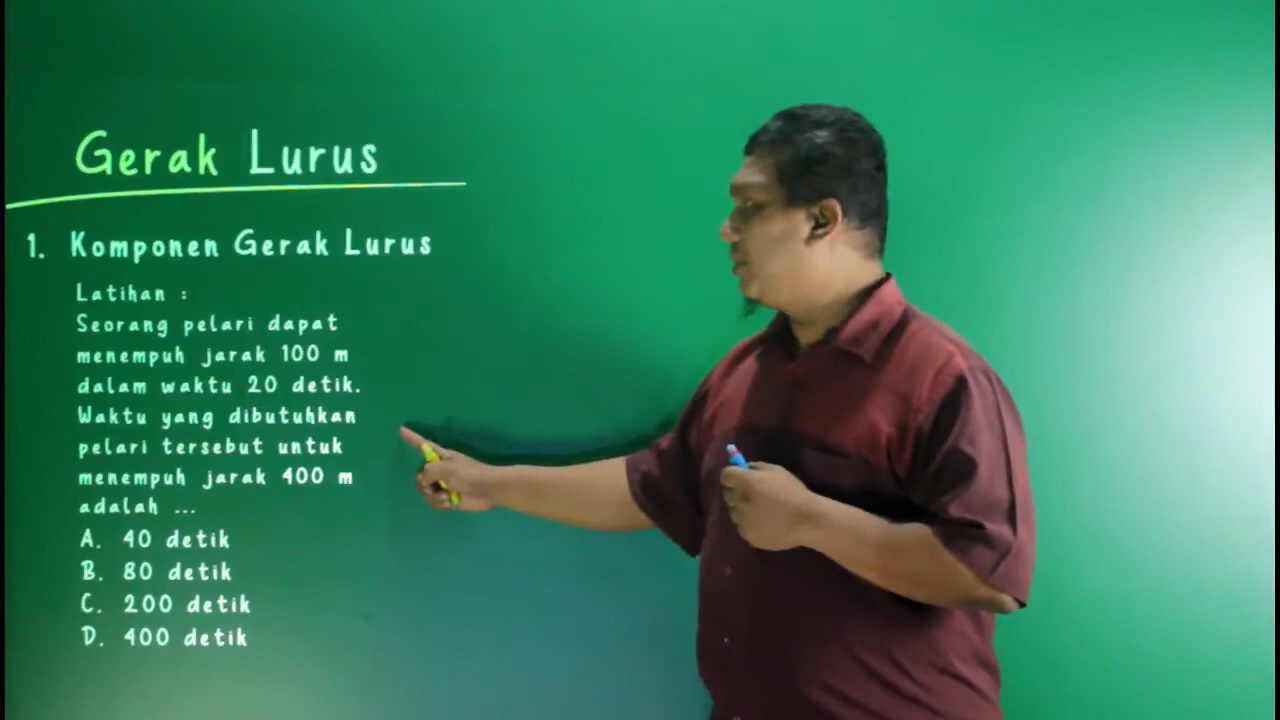 Gerak Lurus
1. Komponen Gerak Lurus
Latihan :
Seorang pelari dapat
menempuh jarak 100 m
dalam waktu 20 detik.
Waktu yang dibutuhkan
pelari tersebut untuk
menempuh jarak 400 m
adalah ...
A. 40 detik
B. 80 detik
C. 200 detik
D. 400 detik